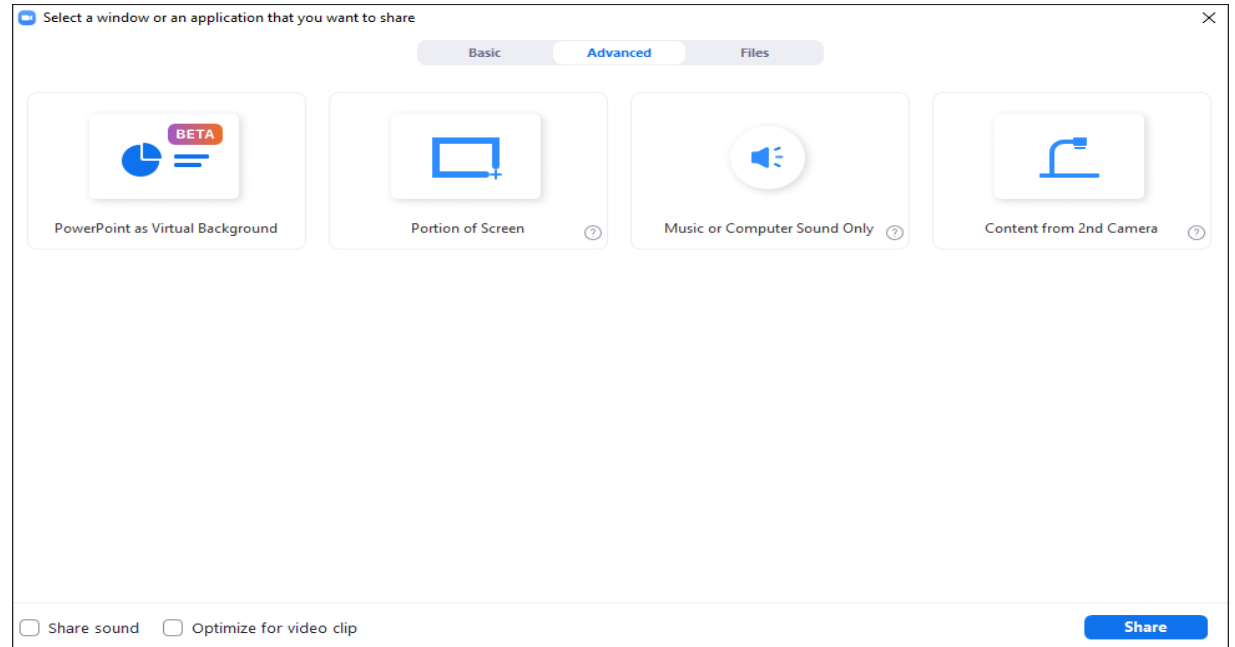 Select a window or an application that you want to share
Basic Advanced Files
BETA
PowerPoint as Virtual Background
Portion of Screen
?
Music or Computer Sound Only
?
Content from 2nd Camera
?
Share sound
Optimize for video clip
Share